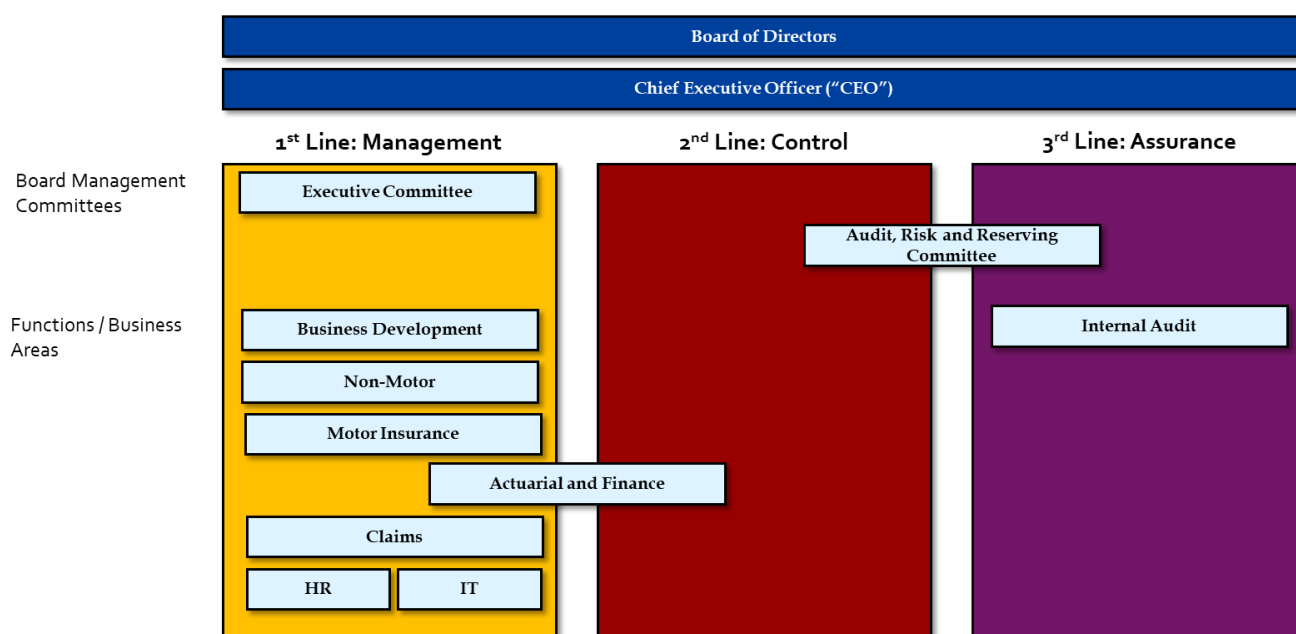 Board of Directors
Chief Executive Officer (“CEO”)
1st Line: Management
2nd Line: Control
3rd Line: Assurance
Board Management
Committees
Executive Committee
Audit, Risk and Reserving
Committee
Functions / Business
Areas
Business Development
Internal Audit
Non-Motor
Motor Insurance
Actuarial and Finance
Claims
HR
IT